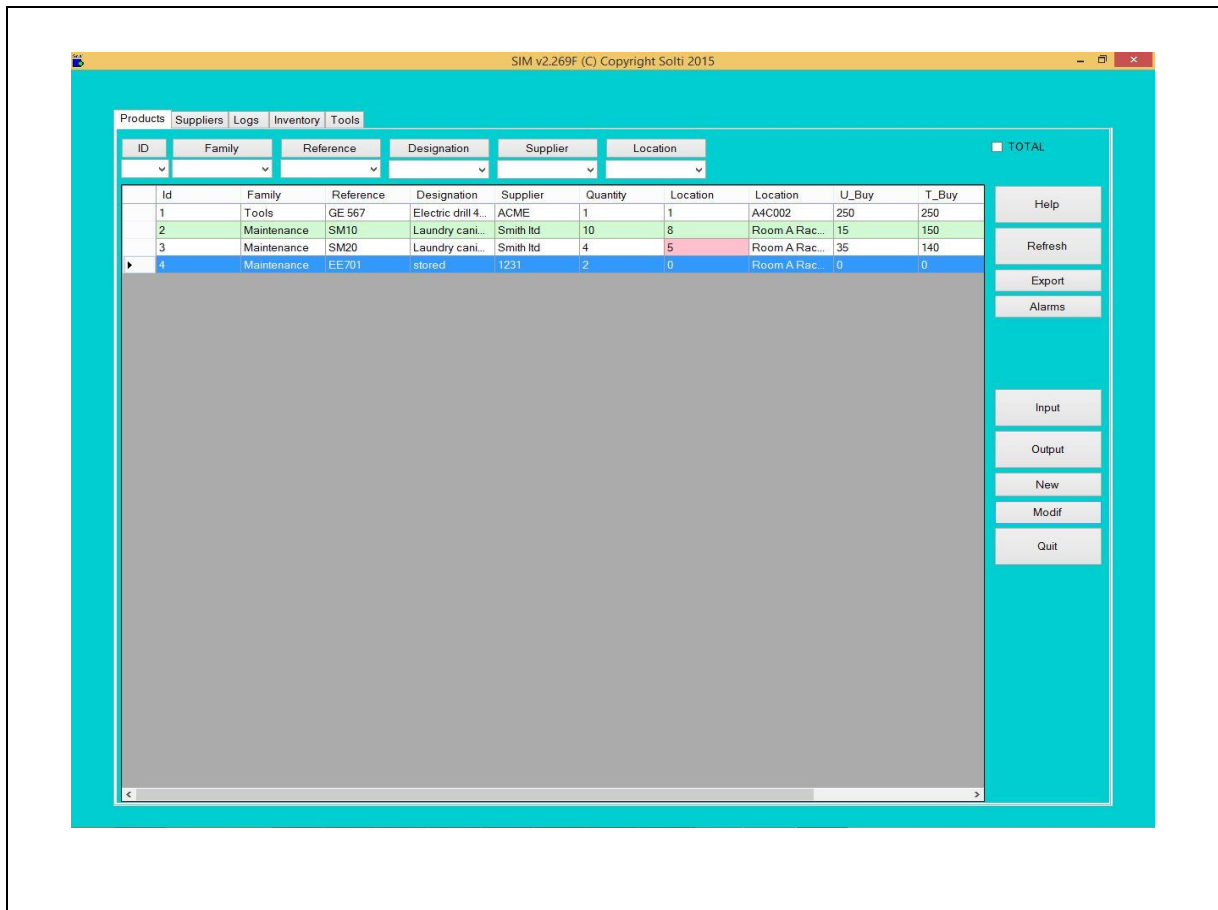 SIM v2.269F (C) Copyright Solti 2015
Products Suppliers Logs Inventory Tools
ID Family Reference Designation Supplier Location TOTAL
Id Family Reference Designation Supplier Quantity Location Location U_Buy T_Buy
1 Tools GE 567 Electric drill 4... ACME 1 1 A4C002 250 250
2 Maintenance SM10 Laundry cani... Smith ltd 10 8 Room A Rac... 15 150
3 Maintenance SM20 Laundry cani... Smith ltd 4 5 Room A Rac... 35 140
4 Maintenance EE701 stored 1231 2 0 Room A Rac... 0 0
Help
Refresh
Export
Alarms
Input
Output
New
Modif
Quit